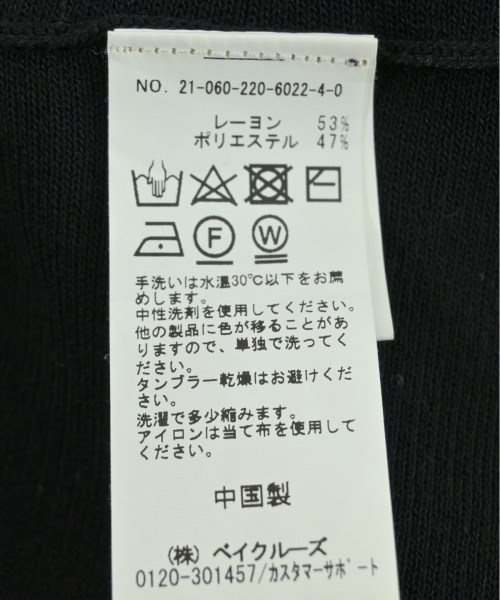 NO. 21-060-220-6022-4-0
レーヨン 53%
ポリエステル 47%
F W
手洗いは水温30℃以下をお薦
めします。
中性洗剤を使用してください。
他の製品に色が移ることがあ
りますので、単独で洗ってく
ださい。
タンブラー乾燥はお避けくだ
さい。
洗濯で多少縮みます。
アイロンは当て布を使用して
ください。
中国製
(株) ベイクルーズ
0120-301457/カスタマーサポート